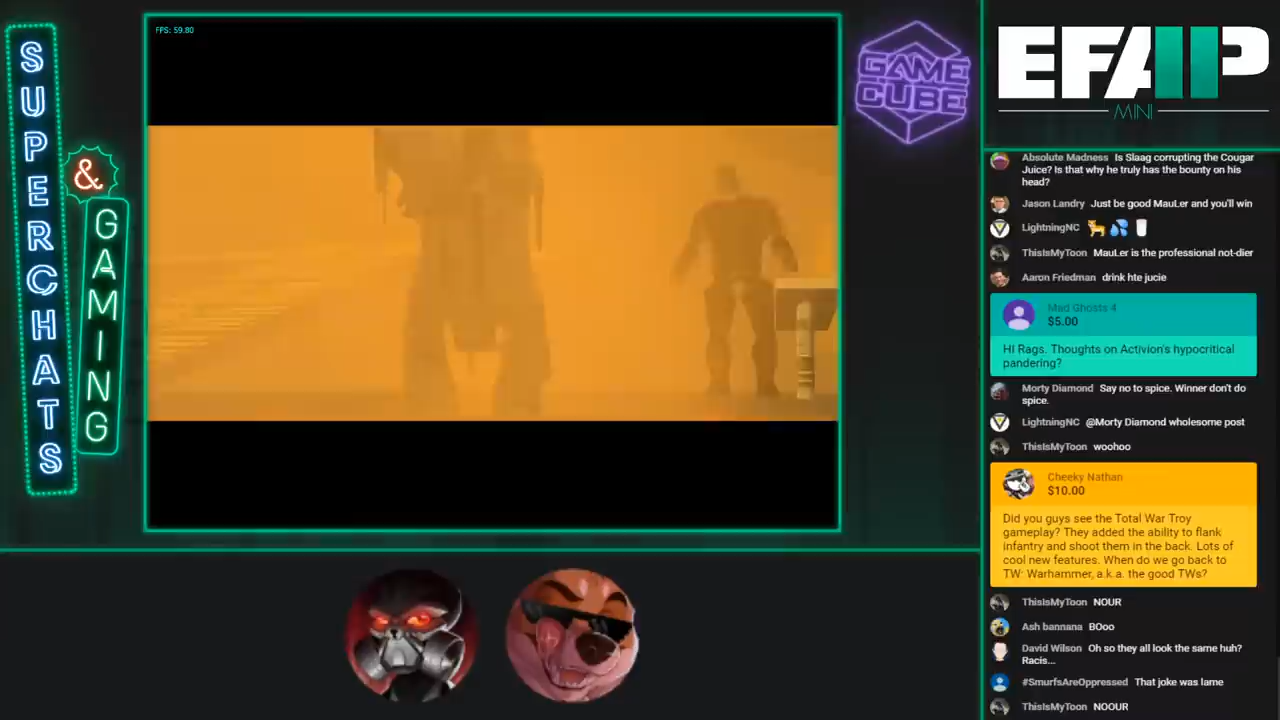 FPS: 59.80
SUPERCHATS
&
GAMING
GAME
CUBE
EFAP
MINI
Absolute Madness Is Slaag corrupting the Cougar
Juice? Is that why he truly has the bounty on his
head?
Jason Landry Just be good MauLer and you'll win
LightningNC 🐅 💦 🥛
ThisIsMyToon MauLer is the professional not-dier
Aaron Friedman drink hte jucie
Mad Ghosts 4
$5.00
HI Rags. Thoughts on Activion's hypocritical
pandering?
Morty Diamond Say no to spice. Winner don't do
spice.
LightningNC @Morty Diamond wholesome post
ThisIsMyToon woohoo
Cheeky Nathan
$10.00
Did you guys see the Total War Troy
gameplay? They added the ability to flank
infantry and shoot them in the back. Lots of
cool new features. When do we go back to
TW: Warhammer, a.k.a. the good TWs?
ThisIsMyToon NOUR
Ash bannana BOoo
David Wilson Oh so they all look the same huh?
Racis...
#SmurfsAreOppressed That joke was lame
ThisIsMyToon NOOUR